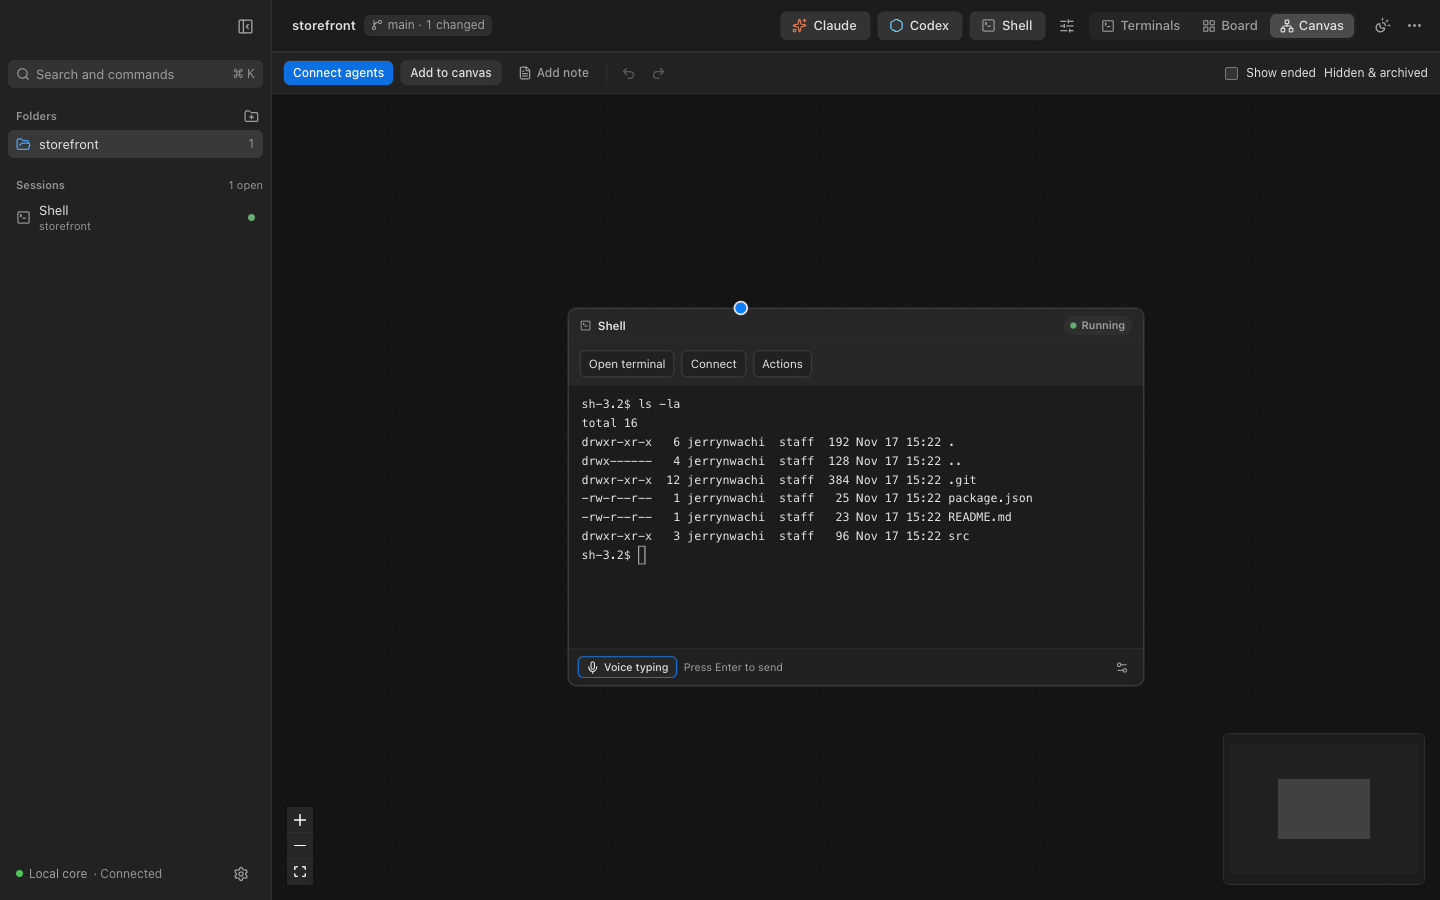 storefront
main · 1 changed
Claude
Codex
Shell
Terminals
Board
Canvas
Search and commands
⌘ K
Connect agents
Add to canvas
Add note
Show ended
Hidden & archived
Folders
storefront
1
Sessions
1 open
Shell
storefront
Shell
Running
Open terminal
Connect
Actions
sh-3.2$ ls -la
total 16
drwxr-xr-x   6 jerrynwachi  staff  192 Nov 17 15:22 .
drwx------   4 jerrynwachi  staff  128 Nov 17 15:22 ..
drwxr-xr-x  12 jerrynwachi  staff  384 Nov 17 15:22 .git
-rw-r--r--   1 jerrynwachi  staff   25 Nov 17 15:22 package.json
-rw-r--r--   1 jerrynwachi  staff   23 Nov 17 15:22 README.md
drwxr-xr-x   3 jerrynwachi  staff   96 Nov 17 15:22 src
sh-3.2$
Voice typing
Press Enter to send
Local core · Connected